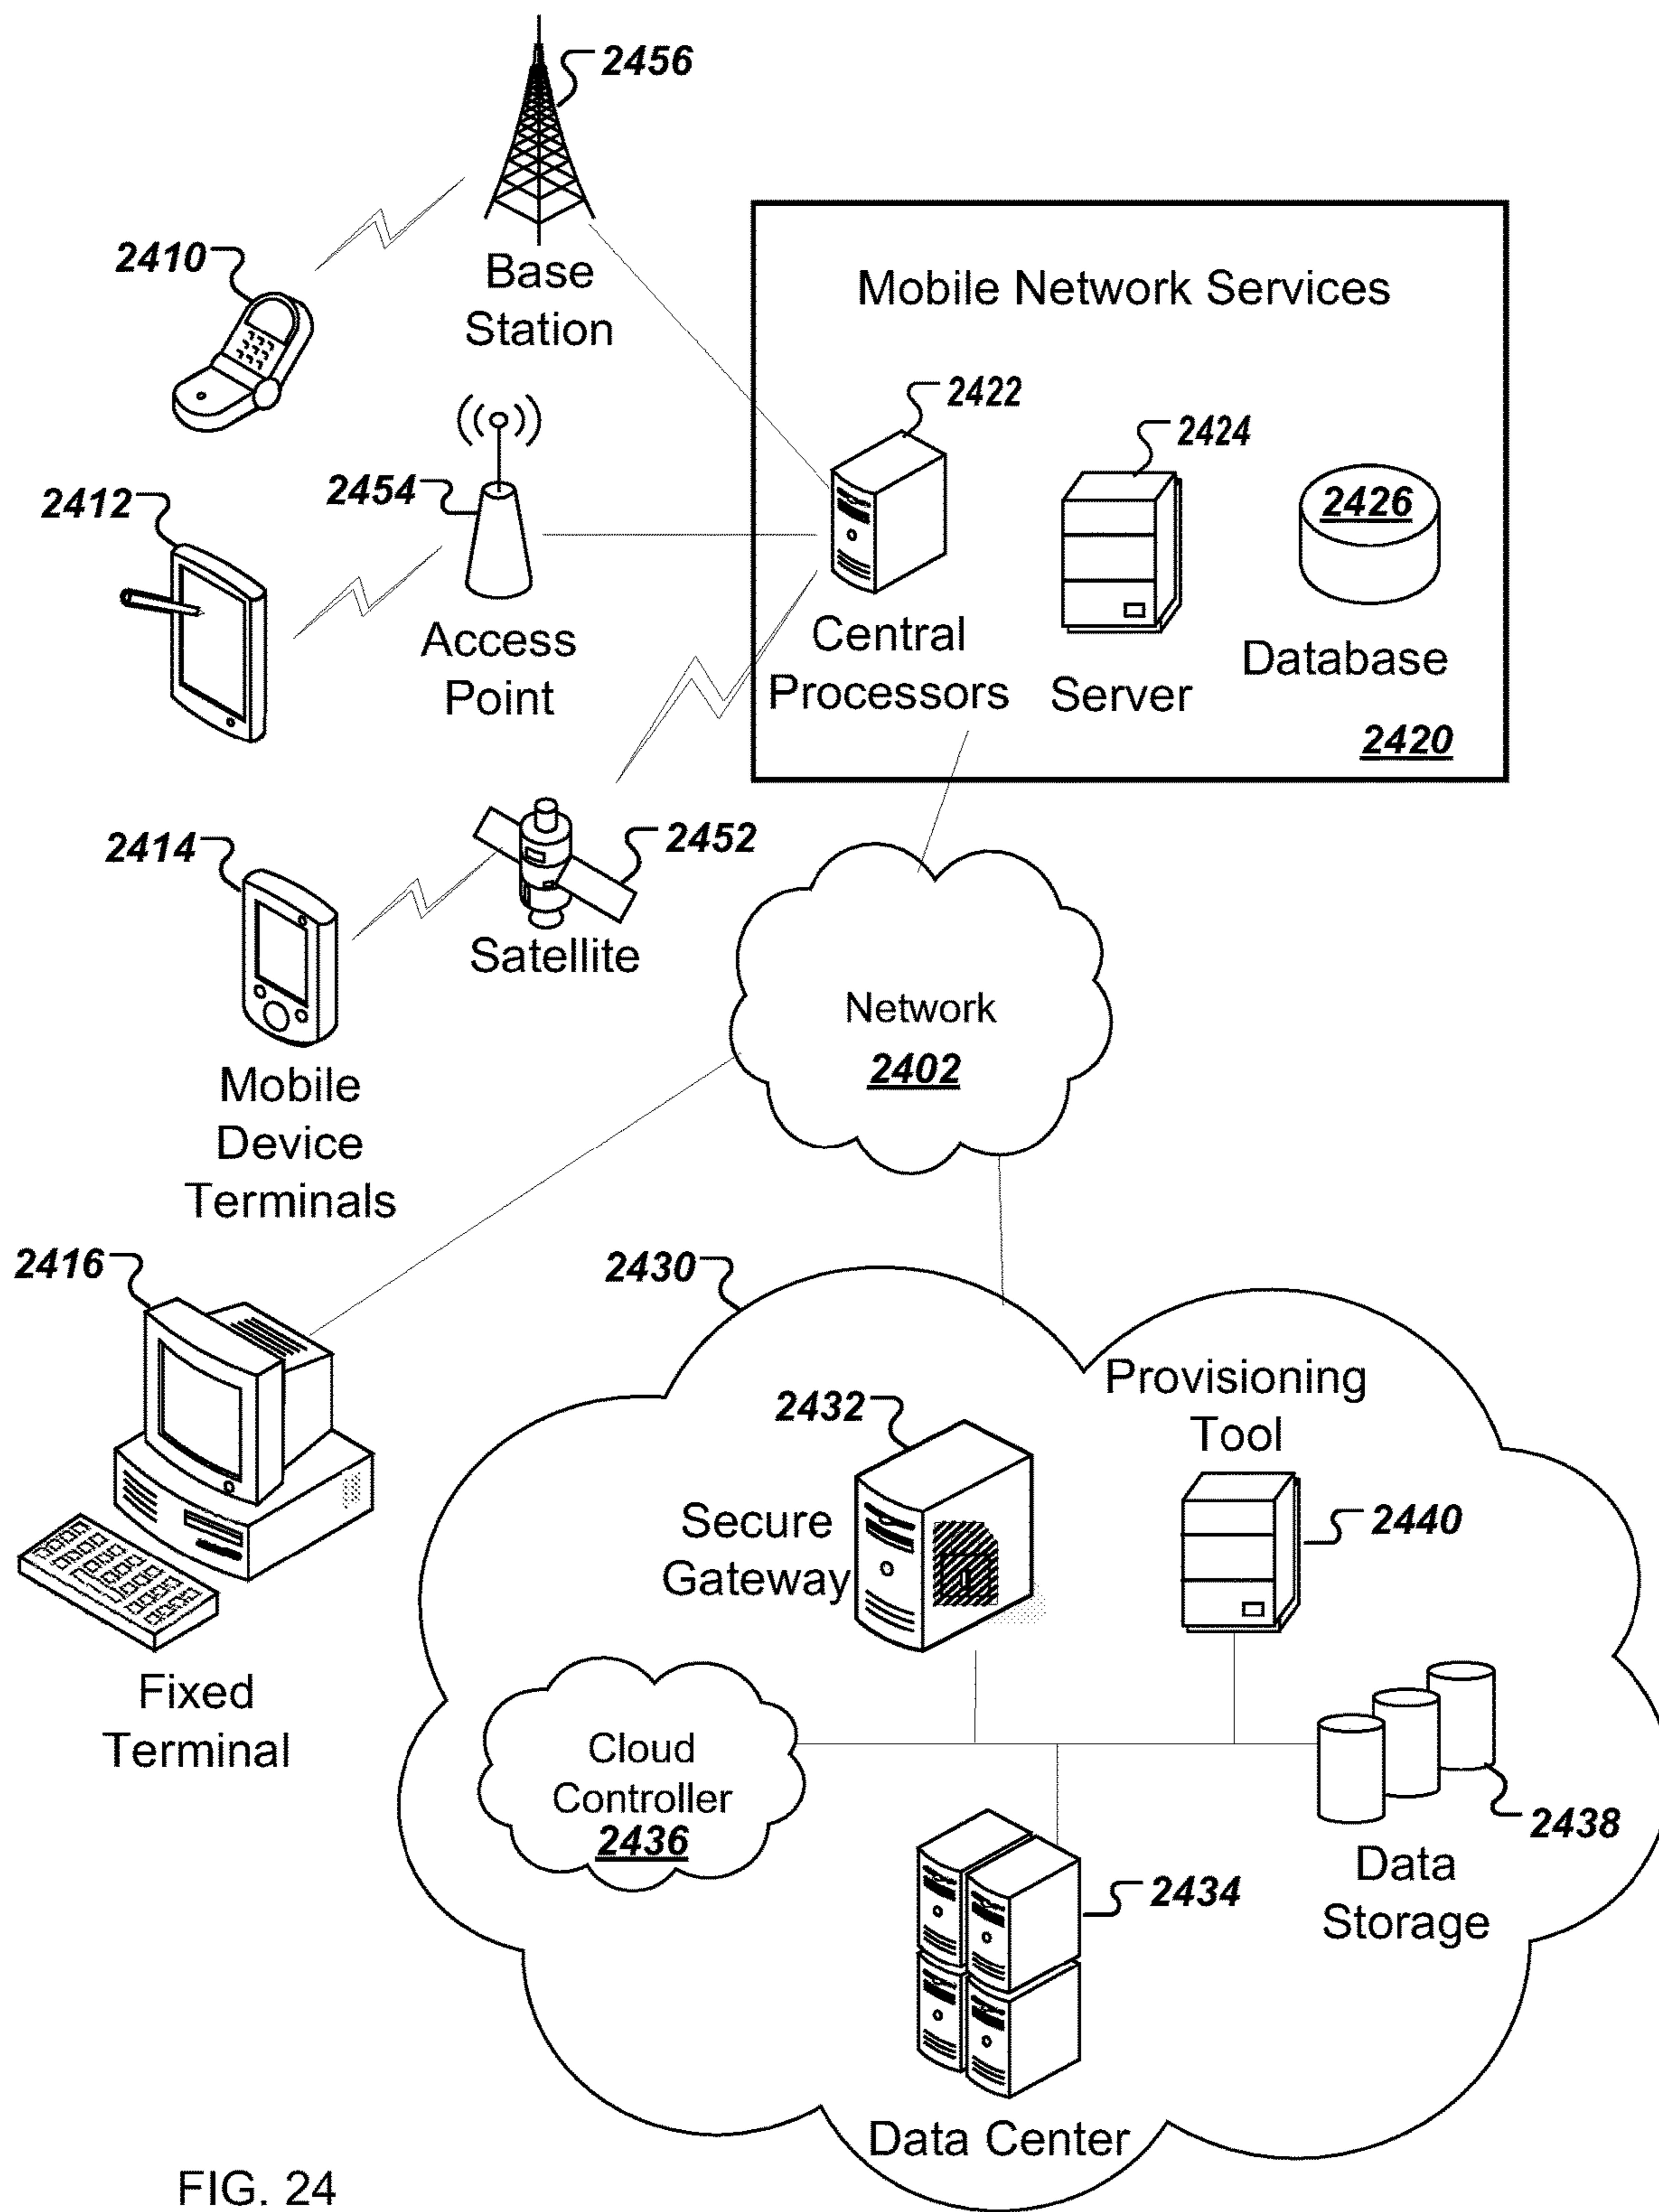 2456
2410
Base
Station
Mobile Network Services
2422
2424
2412
2454
2426
Access
Point
Central
Processors
Server
Database
2420
2414
2452
Satellite
Network
2402
Mobile
Device
Terminals
2416
2430
Provisioning
Tool
2432
Secure
Gateway
2440
Fixed
Terminal
Cloud
Controller
2436
2438
Data
Storage
2434
Data Center
FIG. 24